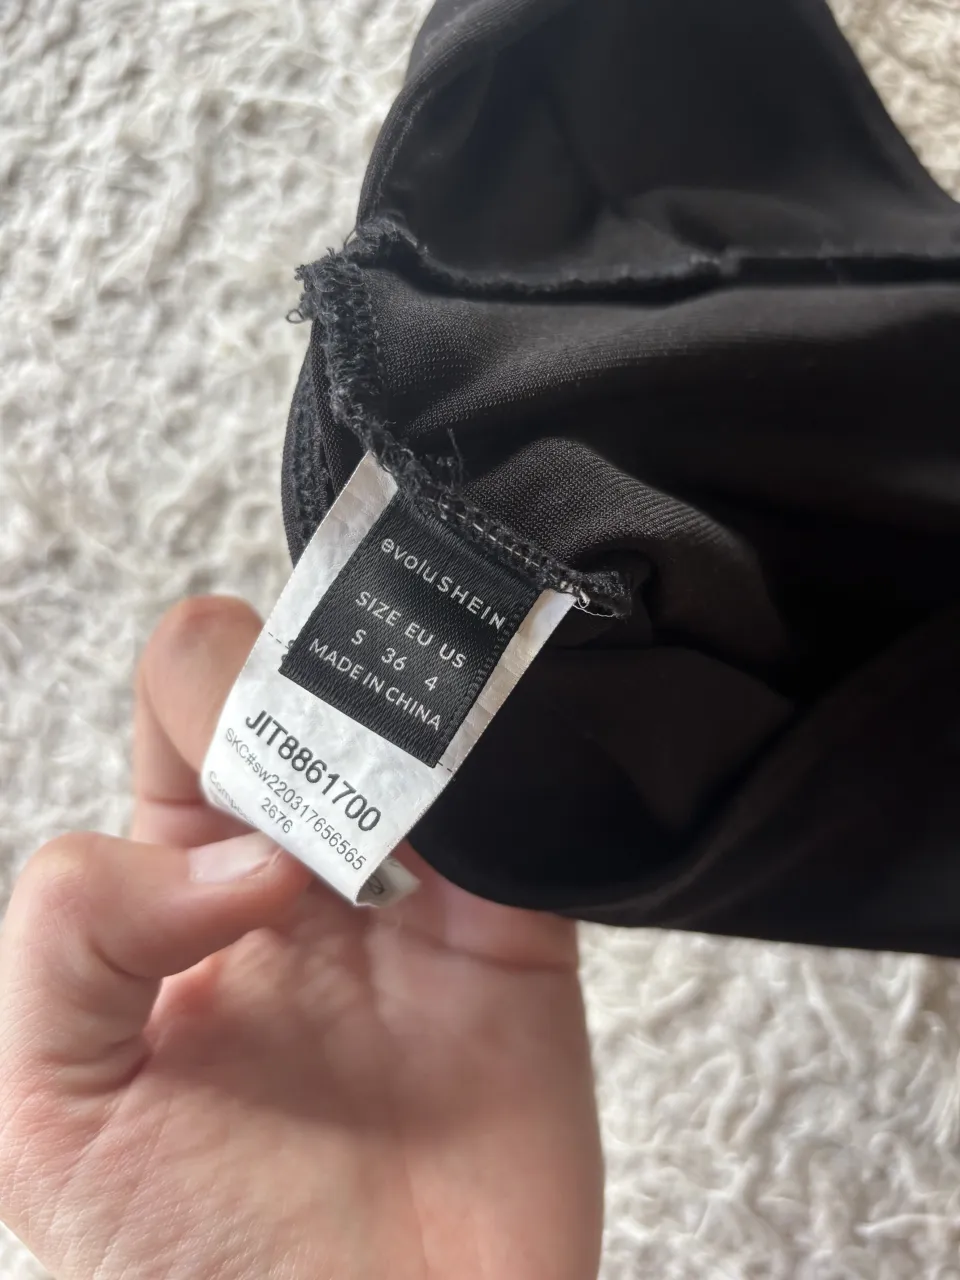 evoluSHEIN
SIZE EU US
S 36 4
MADE IN CHINA
JIT8861700
SKC#sw220317656565
2676